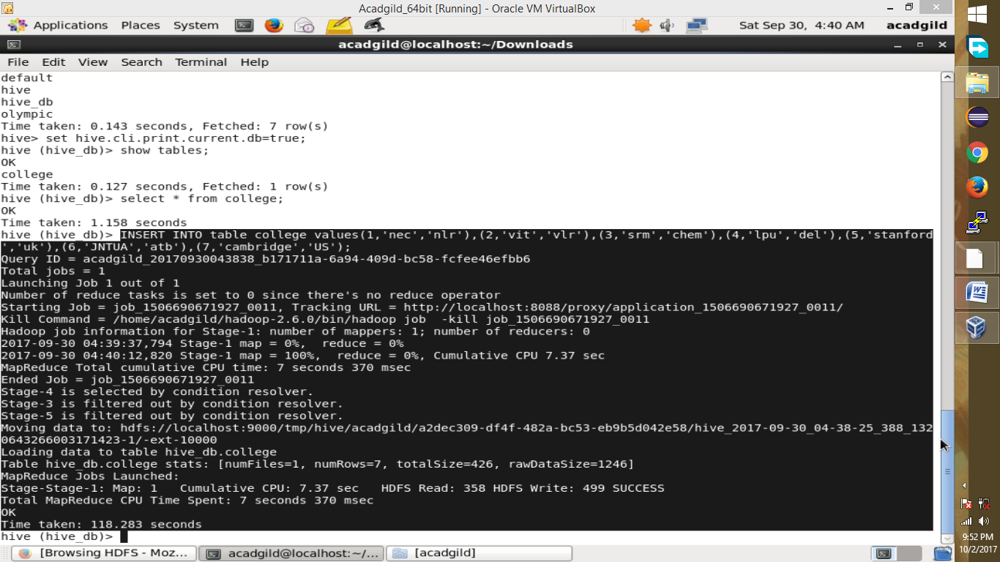 Acadgild_64bit [Running] - Oracle VM VirtualBox
Applications Places System Sat Sep 30, 4:40 AM acadgild
acadgild@localhost:~/Downloads
File Edit View Search Terminal Help
default
hive
hive_db
olympic
Time taken: 0.143 seconds, Fetched: 7 row(s)
hive> set hive.cli.print.current.db=true;
hive (hive_db)> show tables;
OK
college
Time taken: 0.127 seconds, Fetched: 1 row(s)
hive (hive_db)> select * from college;
OK
Time taken: 1.158 seconds
hive (hive_db)> INSERT INTO table college values(1,'nec','nlr'),(2,'vit','vlr'),(3,'srm','chem'),(4,'lpu','del'),(5,'stanford
','uk'),(6,'JNTUA','atb'),(7,'cambridge','US');
Query ID = acadgild_20170930043838_b171711a-6a94-409d-bc58-fcfee46efbb6
Total jobs = 1
Launching Job 1 out of 1
Number of reduce tasks is set to 0 since there's no reduce operator
Starting Job = job_1506690671927_0011, Tracking URL = http://localhost:8088/proxy/application_1506690671927_0011/
Kill Command = /home/acadgild/hadoop-2.6.0/bin/hadoop job  -kill job_1506690671927_0011
Hadoop job information for Stage-1: number of mappers: 1; number of reducers: 0
2017-09-30 04:39:37,794 Stage-1 map = 0%,  reduce = 0%
2017-09-30 04:40:12,820 Stage-1 map = 100%,  reduce = 0%, Cumulative CPU 7.37 sec
MapReduce Total cumulative CPU time: 7 seconds 370 msec
Ended Job = job_1506690671927_0011
Stage-4 is selected by condition resolver.
Stage-3 is filtered out by condition resolver.
Stage-5 is filtered out by condition resolver.
Moving data to: hdfs://localhost:9000/tmp/hive/acadgild/a2dec309-df4f-482a-bc53-eb9b5d042e58/hive_2017-09-30_04-38-25_388_132
0643266003171423-1/-ext-10000
Loading data to table hive_db.college
Table hive_db.college stats: [numFiles=1, numRows=7, totalSize=426, rawDataSize=1246]
MapReduce Jobs Launched:
Stage-Stage-1: Map: 1   Cumulative CPU: 7.37 sec   HDFS Read: 358 HDFS Write: 499 SUCCESS
Total MapReduce CPU Time Spent: 7 seconds 370 msec
OK
Time taken: 118.283 seconds
hive (hive_db)>
[Browsing HDFS - Moz... acadgild@localhost:~/... [acadgild]
9:52 PM
10/2/2017